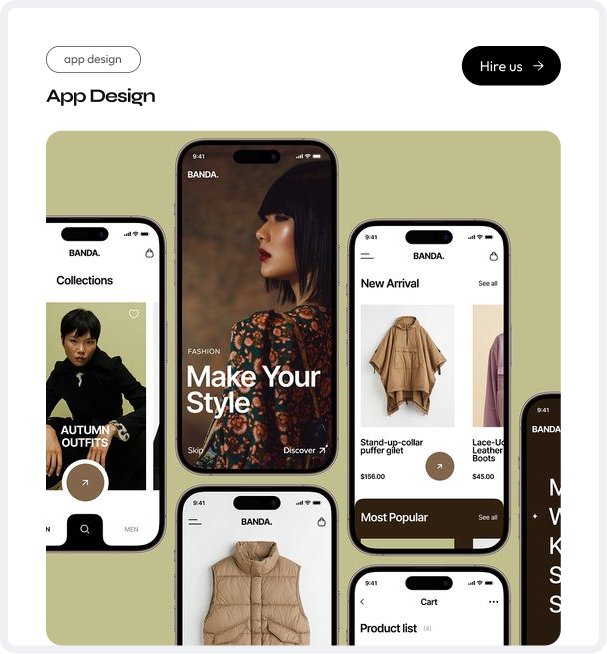 app design
Hire us
App Design
9:41
BANDA.
FASHION
Make Your
Style
Skip
Discover
BANDA.
Collections
AUTUMN
OUTFITS
N
MEN
9:41
BANDA.
New Arrival
See all
Stand-up-collar
puffer gilet
$156.00
Lace-Uc
Leather
Boots
$45.00
Most Popular
See all
9:41
BANDA.
9:41
Cart
Product list (4)
9:41
BANDA
M
W
K
S
S